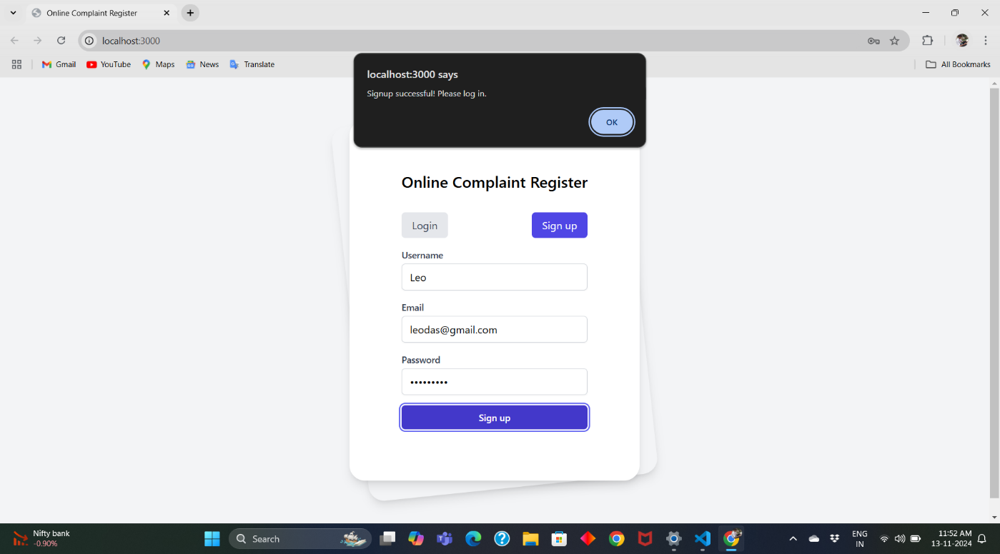 Online Complaint Register
localhost:3000
Gmail
YouTube
Maps
News
Translate
All Bookmarks
localhost:3000 says
Signup successful! Please log in.
OK
Online Complaint Register
Login
Sign up
Username
Leo
Email
leodas@gmail.com
Password
•••••••••
Sign up
Nifty bank
-0.90%
Search
ENG
IN
11:52 AM
13-11-2024